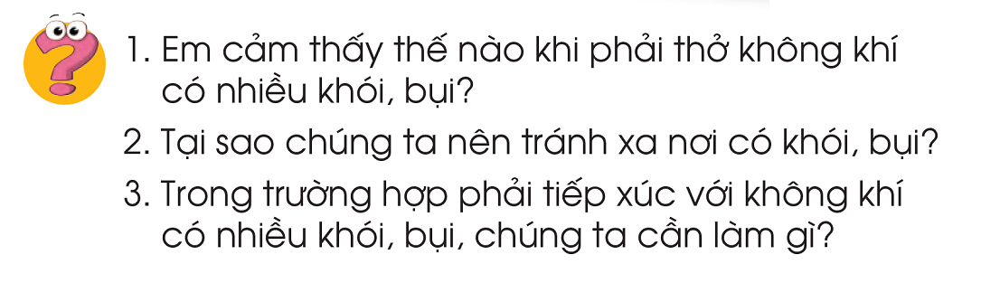 1. Em cảm thấy thế nào khi phải thở không khí
có nhiều khói, bụi?
2. Tại sao chúng ta nên tránh xa nơi có khói, bụi?
3. Trong trường hợp phải tiếp xúc với không khí
có nhiều khói, bụi, chúng ta cần làm gì?